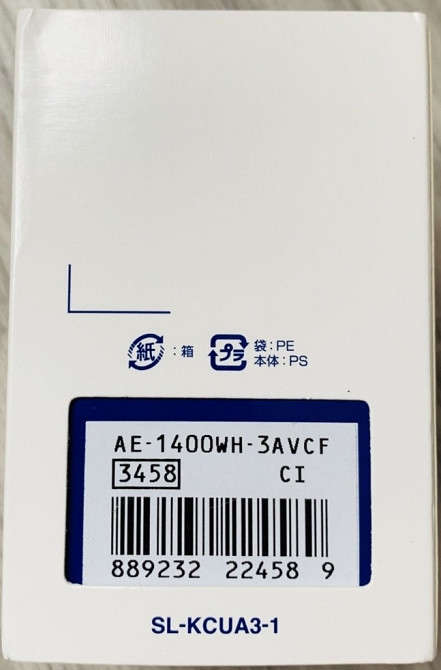 紙 : 箱
プラ 袋 : PE
本体 : PS
AE-1400WH-3AVCF
3458 CI
889232 22458 9
SL-KCUA3-1